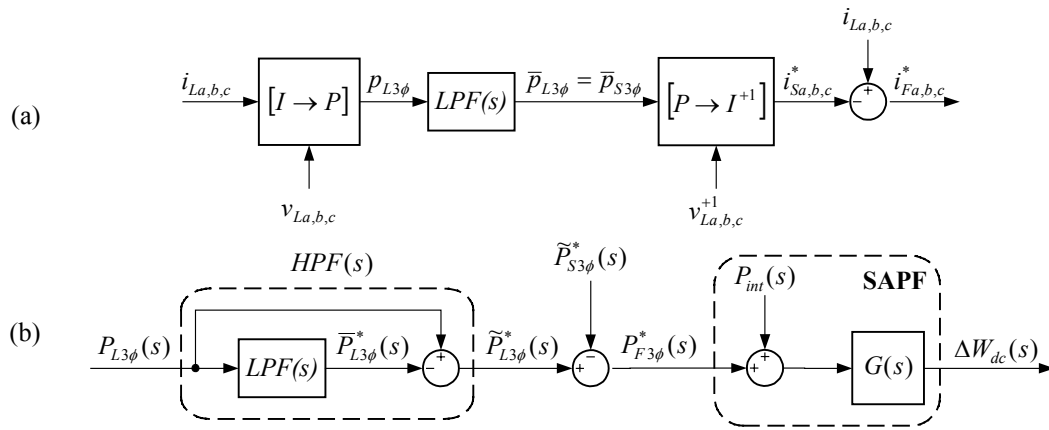 (a)
i_{La,b,c}
[I → P]
v_{La,b,c}
p_{L3ϕ}
LPF(s)
p̅_{L3ϕ} = p̅_{S3ϕ}
[P → I^{+1}]
v^{+1}_{La,b,c}
i^*_{Sa,b,c}
i_{La,b,c}
+
−
i^*_{Fa,b,c}
(b)
P_{L3ϕ}(s)
HPF(s)
LPF(s)
P̅^*_{L3ϕ}(s)
+
−
P̃^*_{L3ϕ}(s)
P̃^*_{S3ϕ}(s)
−
+
P^*_{F3ϕ}(s)
SAPF
P_{int}(s)
+
+
G(s)
ΔW_{dc}(s)